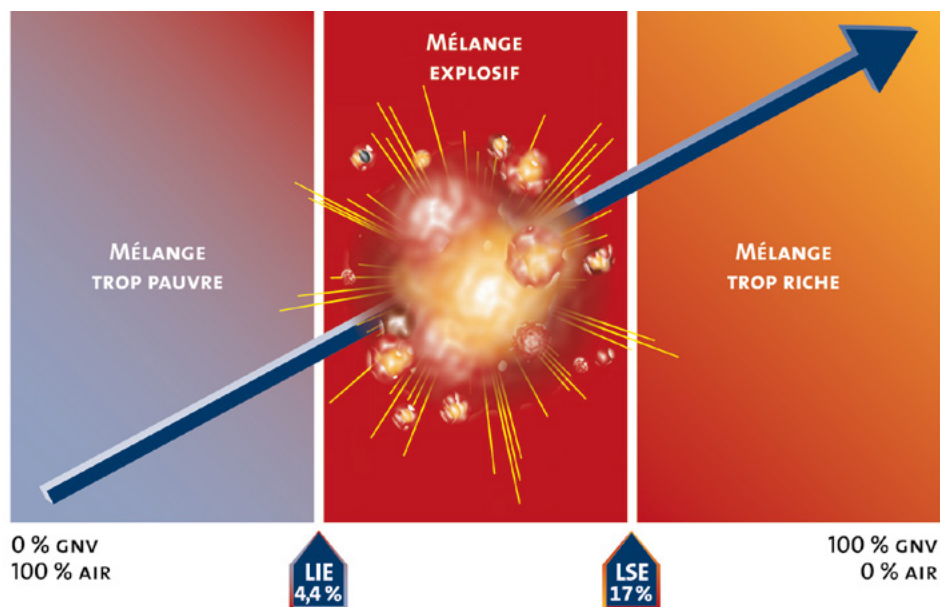 MÉLANGE
EXPLOSIF
MÉLANGE
TROP PAUVRE
MÉLANGE
TROP RICHE
0 % GNV
100 % AIR
LIE
4,4 %
LSE
17 %
100 % GNV
0 % AIR